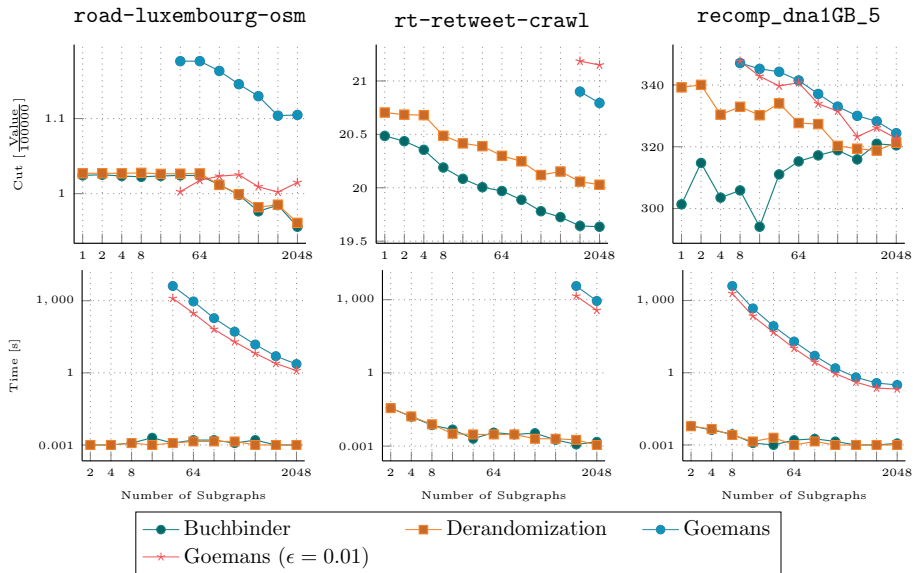 road-luxembourg-osm rt-retweet-crawl recomp_dna1GB_5
Cut [Value/100000]
1.1
1
21
20.5
20
19.5
340
320
300
1 2 4 8 64 2048
1 2 4 8 64 2048
1 2 4 8 64 2048
Time [s]
1,000
1
0.001
1,000
1
0.001
1,000
1
0.001
2 4 8 64 2048
2 4 8 64 2048
2 4 8 64 2048
Number of Subgraphs Number of Subgraphs Number of Subgraphs
Buchbinder Derandomization Goemans
Goemans (ϵ = 0.01)